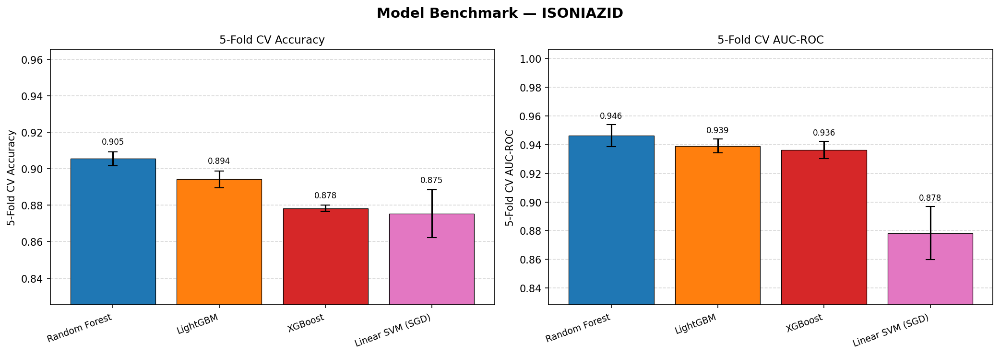 Model Benchmark — ISONIAZID
5-Fold CV Accuracy
5-Fold CV Accuracy
0.96
0.94
0.92
0.90
0.88
0.86
0.84
0.905
0.894
0.878
0.875
Random Forest
LightGBM
XGBoost
Linear SVM (SGD)
5-Fold CV AUC-ROC
5-Fold CV AUC-ROC
1.00
0.98
0.96
0.94
0.92
0.90
0.88
0.86
0.84
0.946
0.939
0.936
0.878
Random Forest
LightGBM
XGBoost
Linear SVM (SGD)